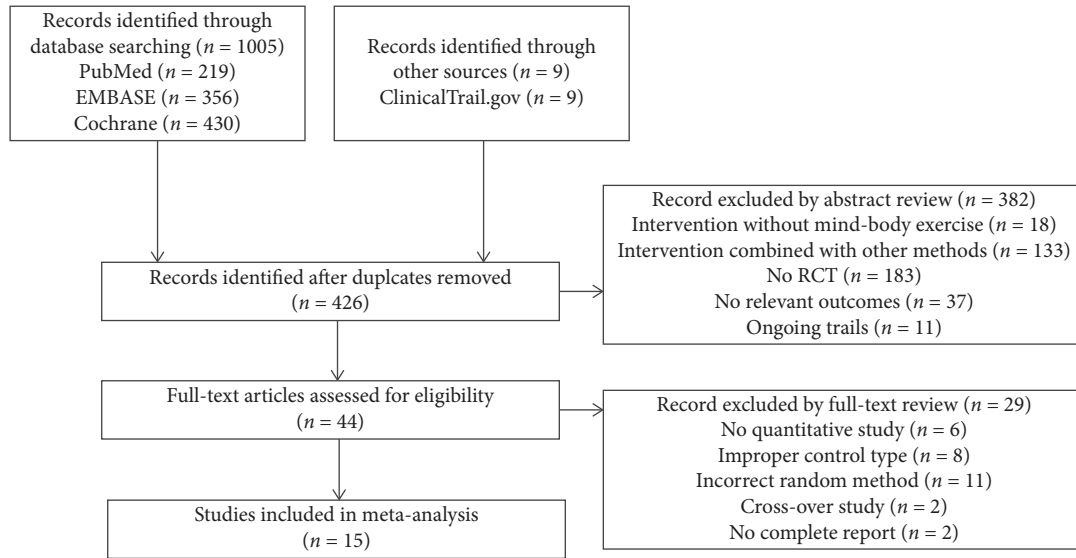 Records identified through
database searching (n = 1005)
PubMed (n = 219)
EMBASE (n = 356)
Cochrane (n = 430)
Records identified through
other sources (n = 9)
ClinicalTrail.gov (n = 9)
Record excluded by abstract review (n = 382)
Intervention without mind-body exercise (n = 18)
Intervention combined with other methods (n = 133)
No RCT (n = 183)
No relevant outcomes (n = 37)
Ongoing trails (n = 11)
Records identified after duplcates removed
(n = 426)
Full-text articles assessed for eligibility
(n = 44)
Record excluded by full-text review (n = 29)
No quantitative study (n = 6)
Improper control type (n = 8)
Incorrect random method (n = 11)
Cross-over study (n = 2)
No complete report (n = 2)
Studies included in meta-analysis
(n = 15)